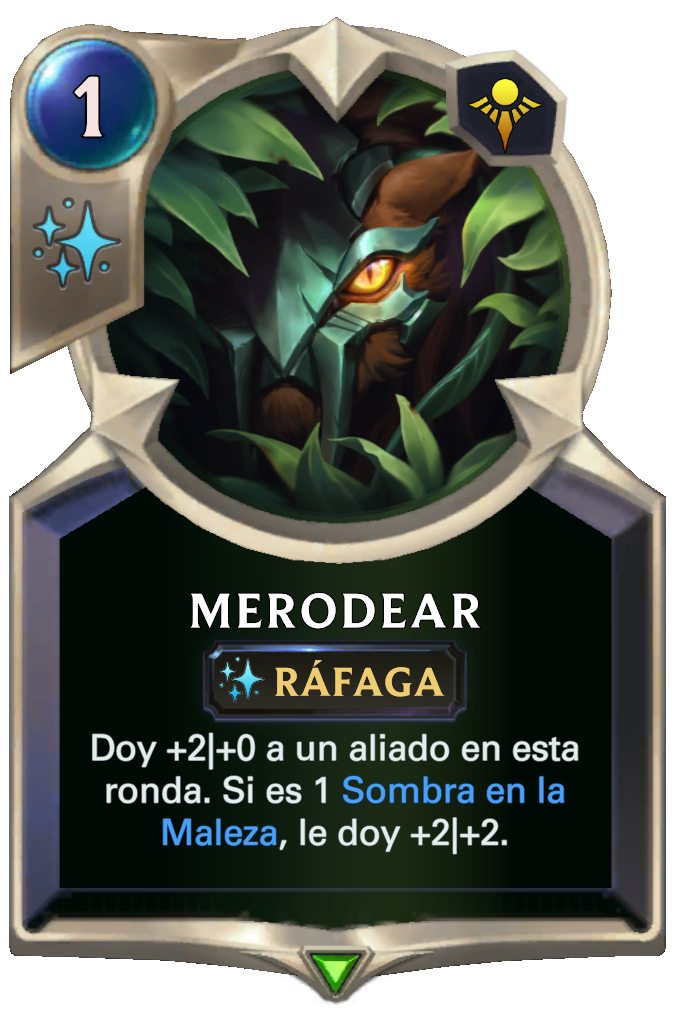 1
MERODEAR
RÁFAGA
Doy +2|+0 a un aliado en esta
ronda. Si es 1 Sombra en la
Maleza, le doy +2|+2.